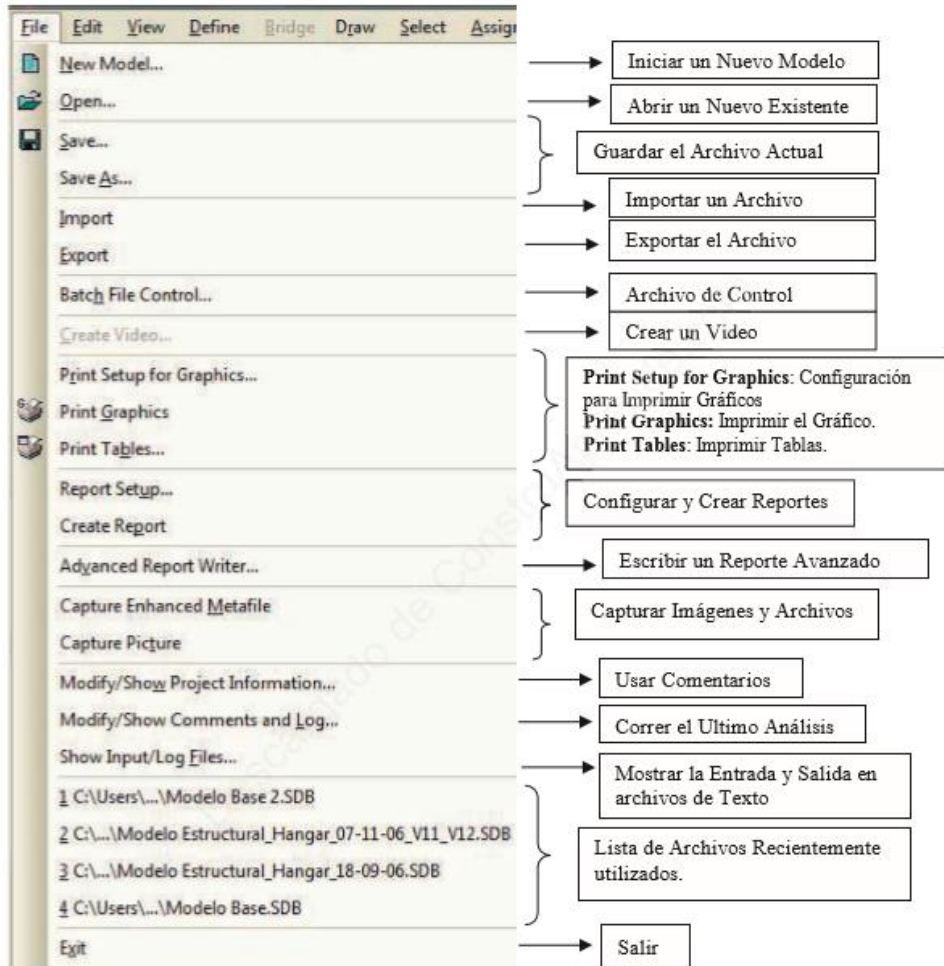 File Edit View Define Bridge Draw Select Assign
New Model...
Iniciar un Nuevo Modelo
Open...
Abrir un Nuevo Existente
Save...
Guardar el Archivo Actual
Save As...
Import
Importar un Archivo
Export
Exportar el Archivo
Batch File Control...
Archivo de Control
Create Video...
Crear un Video
Print Setup for Graphics...
Print Graphics
Print Tables...
Print Setup for Graphics: Configuración
para Imprimir Gráficos
Print Graphics: Imprimir el Gráfico.
Print Tables: Imprimir Tablas.
Report Setup...
Create Report
Configurar y Crear Reportes
Advanced Report Writer...
Escribir un Reporte Avanzado
Capture Enhanced Metafile
Capture Picture
Capturar Imágenes y Archivos
Modify/Show Project Information...
Usar Comentarios
Modify/Show Comments and Log...
Correr el Ultimo Análisis
Show Input/Log Files...
Mostrar la Entrada y Salida en
archivos de Texto
1 C:\Users\...\Modelo Base 2.SDB
2 C:\...\Modelo Estructural_Hangar_07-11-06_V11_V12.SDB
3 C:\...\Modelo Estructural_Hangar_18-09-06.SDB
4 C:\Users\...\Modelo Base.SDB
Lista de Archivos Recientemente
utilizados.
Exit
Salir